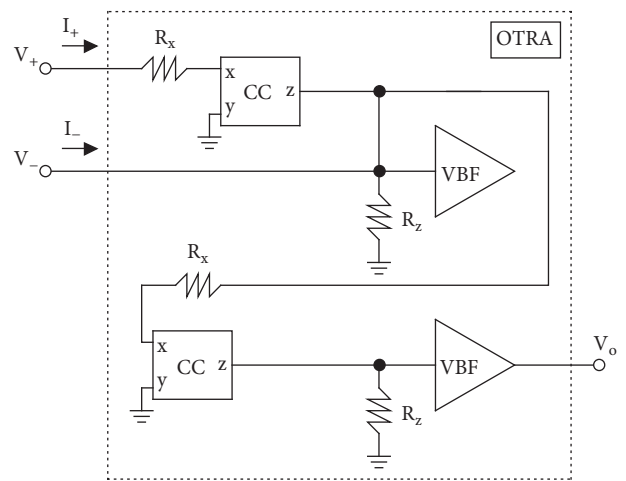 I+
Rx
OTRA
V+
x
CC
z
y
I−
V−
VBF
Rz
Rx
x
CC
z
y
VBF
Vo
Rz